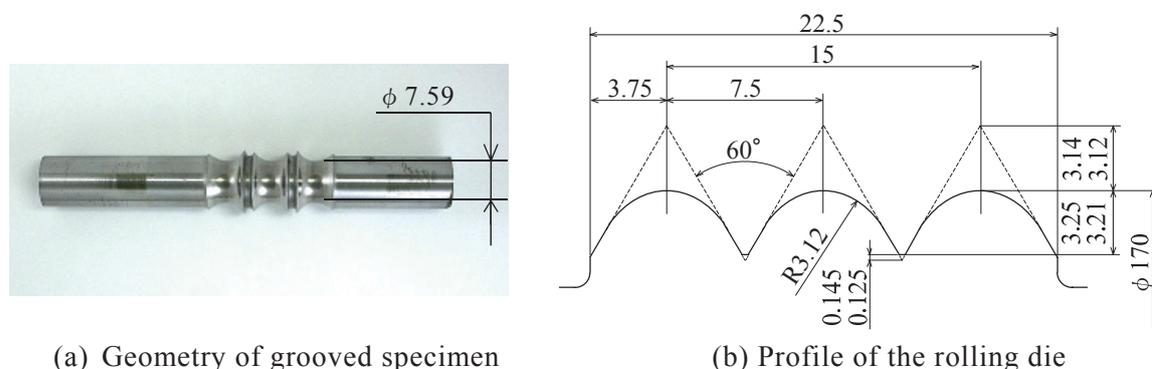 φ 7.59
22.5
15
3.75
7.5
60°
R3.12
0.145
0.125
3.14
3.12
3.25
3.21
φ 170
(a) Geometry of grooved specimen
(b) Profile of the rolling die